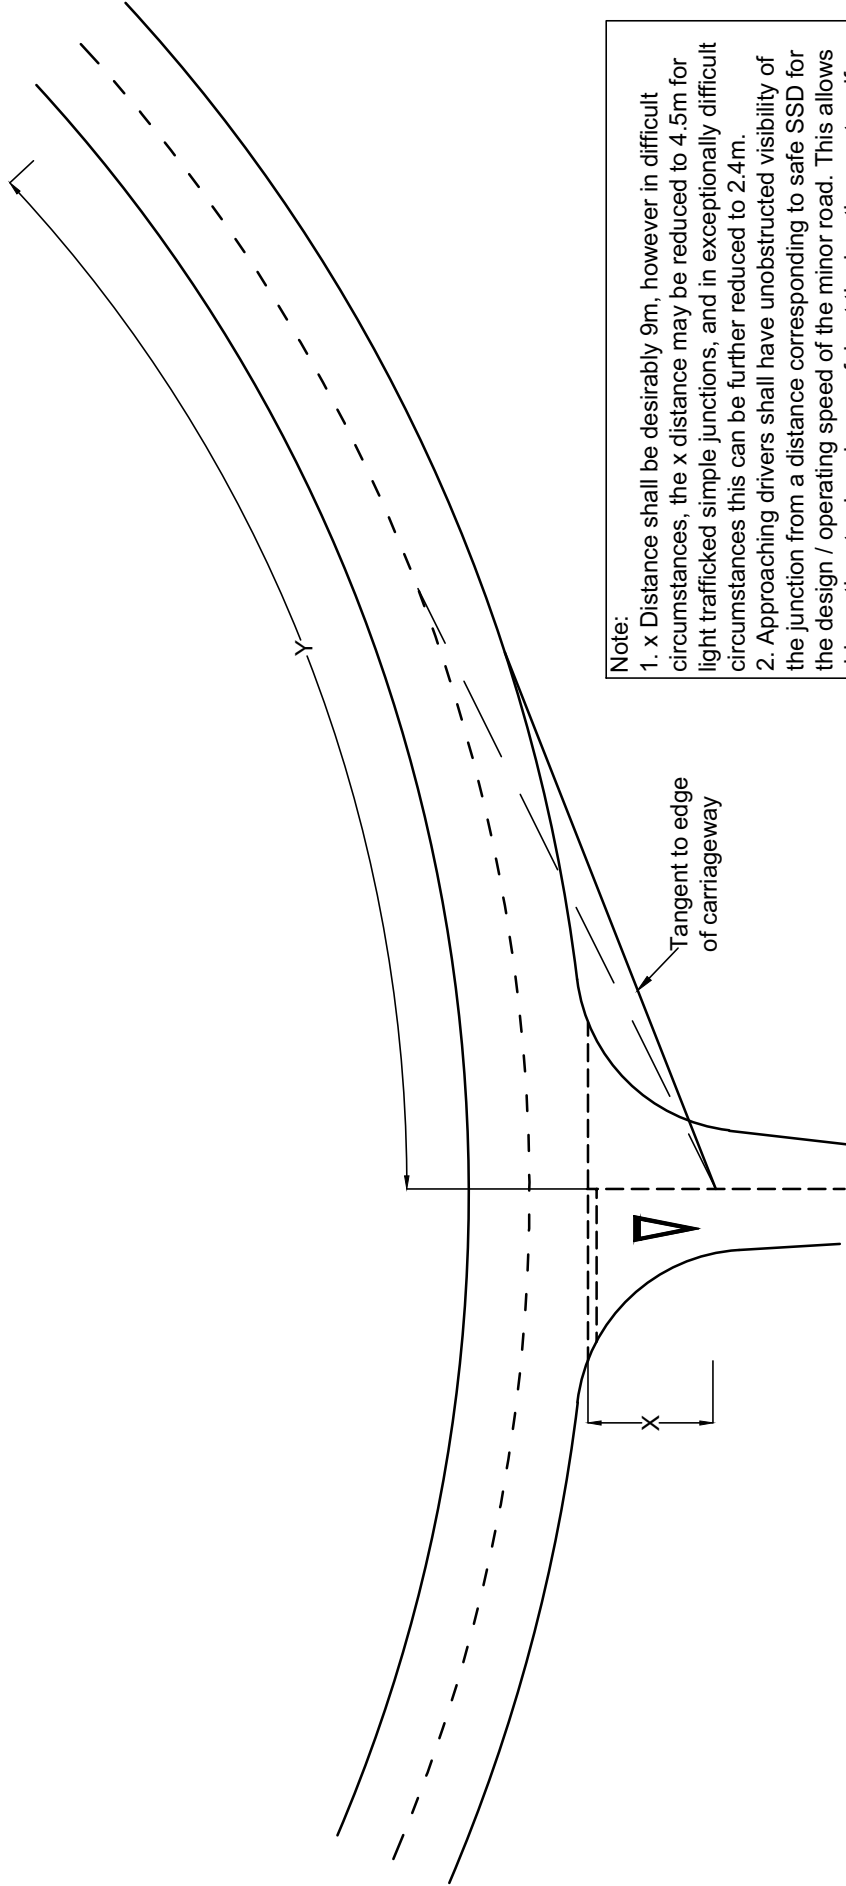 Y
X
Tangent to edge
of carriageway
Note:
1. x Distance shall be desirably 9m, however in difficult
circumstances, the x distance may be reduced to 4.5m for
light trafficked simple junctions, and in exceptionally difficult
circumstances this can be further reduced to 2.4m.
2. Approaching drivers shall have unobstructed visibility of
the junction from a distance corresponding to safe SSD for
the design / operating speed of the minor road. This allows